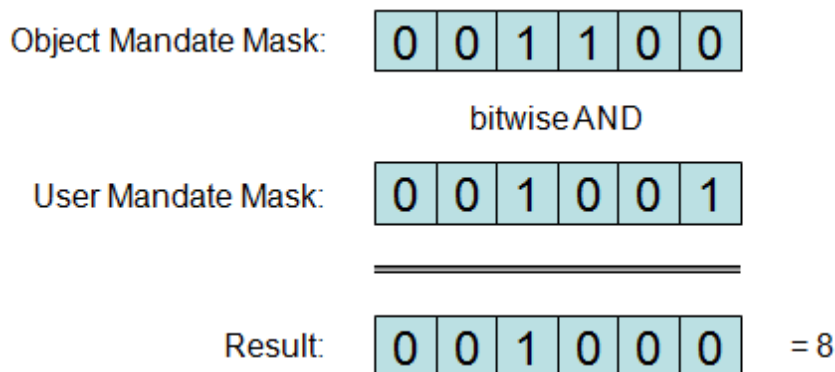 Object Mandate Mask: 0 0 1 1 0 0
bitwise AND
User Mandate Mask: 0 0 1 0 0 1
Result: 0 0 1 0 0 0 = 8